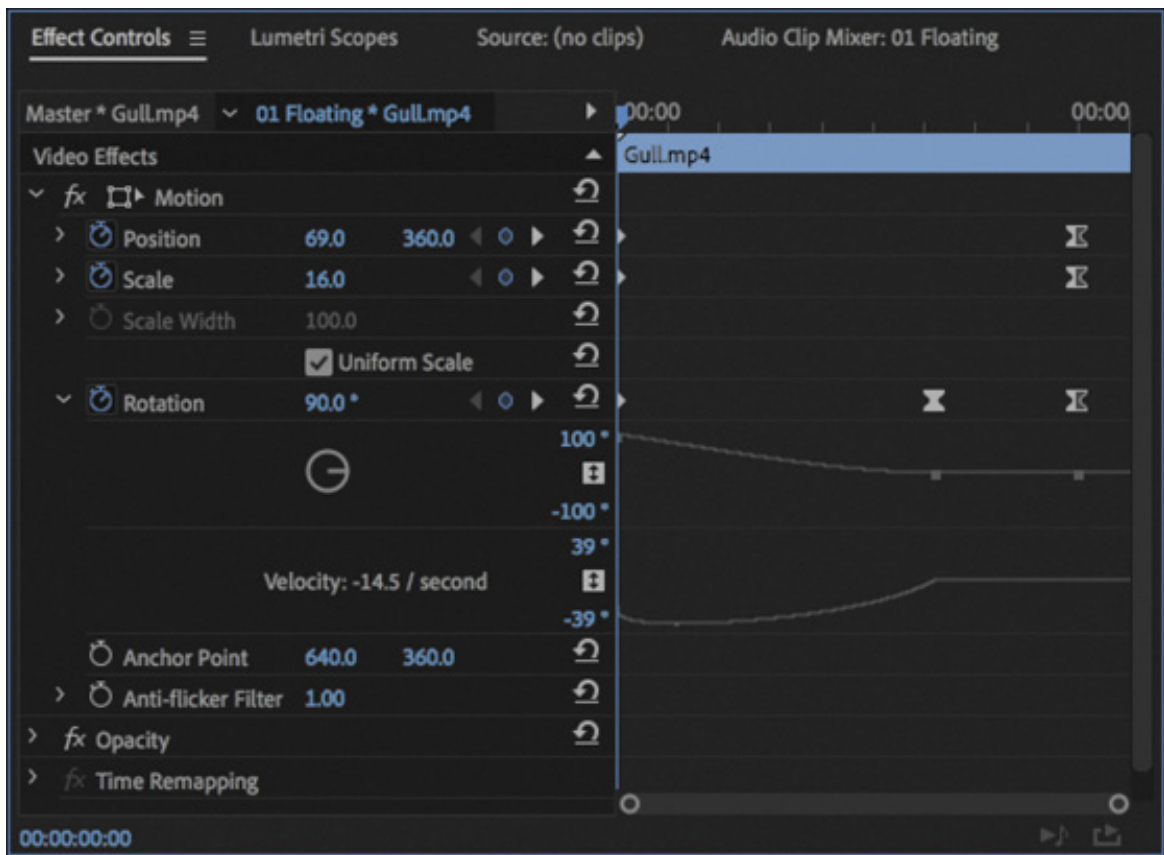 Effect Controls Lumetri Scopes Source: (no clips) Audio Clip Mixer: 01 Floating
Master * Gull.mp4 01 Floating * Gull.mp4 00:00 00:00
Video Effects Gull.mp4
fx Motion
Position 69.0 360.0
Scale 16.0
Scale Width 100.0
Uniform Scale
Rotation 90.0 °
100 °
-100 °
39 °
Velocity: -14.5 / second
-39 °
Anchor Point 640.0 360.0
Anti-flicker Filter 1.00
fx Opacity
fx Time Remapping
00:00:00:00